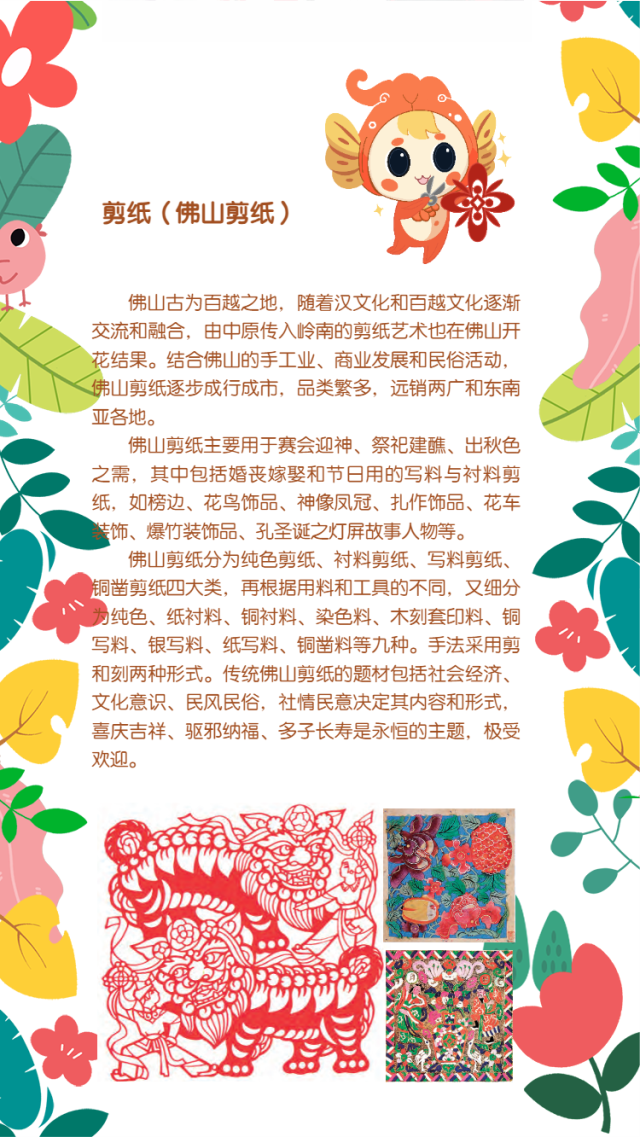 剪纸（佛山剪纸）
佛山古为百越之地，随着汉文化和百越文化逐渐
交流和融合，由中原传入岭南的剪纸艺术也在佛山开
花结果。结合佛山的手工业、商业发展和民俗活动，
佛山剪纸逐步成行成市，品类繁多，远销两广和东南
亚各地。
佛山剪纸主要用于赛会迎神、祭祀建醮、出秋色
之需，其中包括婚丧嫁娶和节日用的写料与衬料剪
纸，如榜边、花鸟饰品、神像凤冠、扎作饰品、花车
装饰、爆竹装饰品、孔圣诞之灯屏故事人物等。
佛山剪纸分为纯色剪纸、衬料剪纸、写料剪纸、
铜凿剪纸四大类，再根据用料和工具的不同，又细分
为纯色、纸衬料、铜衬料、染色料、木刻套印料、铜
写料、银写料、纸写料、铜凿料等九种。手法采用剪
和刻两种形式。传统佛山剪纸的题材包括社会经济、
文化意识、民风民俗，社情民意决定其内容和形式，
喜庆吉祥、驱邪纳福、多子长寿是永恒的主题，极受
欢迎。